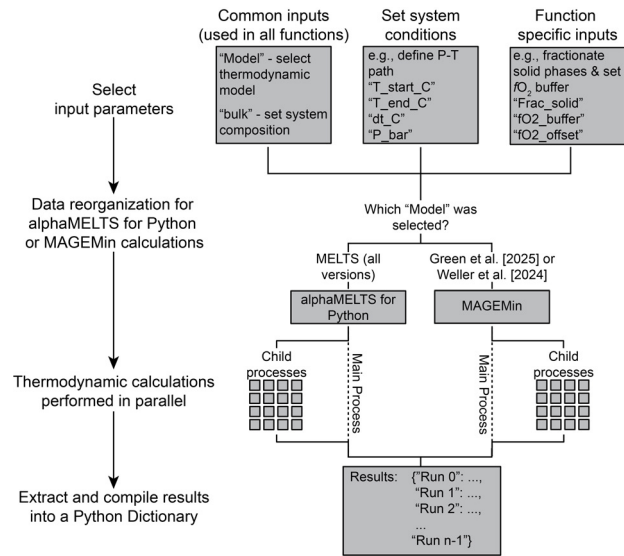 Common inputs
(used in all functions)
Set system
conditions
Function
specific inputs
Select
input parameters
“Model” - select
thermodynamic
model
“bulk” - set system
composition
e.g., define P-T
path
“T_start_C”
“T_end_C”
“dt_C”
“P_bar”
e.g., fractionate
solid phases & set
fO2 buffer
“Frac_solid”
“fO2_buffer”
“fO2_offset”
Data reorganization for
alphaMELTS for Python
or MAGEMin calculations
Which “Model” was
selected?
MELTS (all
versions)
Green et al. [2025] or
Weller et al. [2024]
alphaMELTS for
Python
MAGEMin
Thermodynamic calculations
performed in parallel
Child
processes
Main Process
Main Process
Child
processes
Extract and compile results
into a Python Dictionary
Results: {”Run 0”: ...,
“Run 1”: ...,
“Run 2”: ...,
...
“Run n-1”}